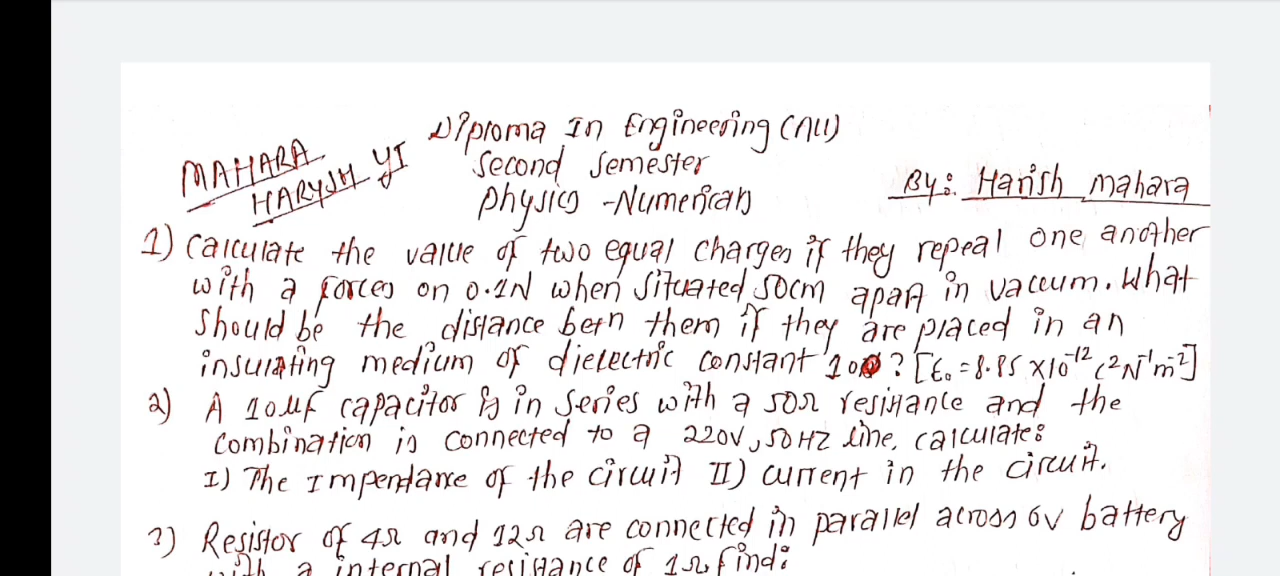 Diploma In Engineering (All)
MAHARA
HARYSH YI
Second Semester
Physics -Numericals
By: Harish mahara
1) Calculate the value of two equal charges if they repeal one another
with a forces on 0.1N when situated 50cm apart in vaccum. What
should be the distance betn them if they are placed in an
insulating medium of dielectric constant 10? [ε₀ = 8.85 x10⁻¹² C²N⁻¹m⁻²]
2) A 10μF capacitor is in series with a 50Ω resistance and the
combination is connected to a 220V, 50HZ line, calculate:
I) The Impendance of the circuit II) current in the circuit.
3) Resistor of 4Ω and 12Ω are connected in parallel across 6V battery
with a internal resistance of 1Ω find: